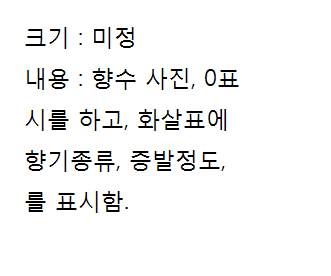 크기 : 미정
내용 : 향수 사진, 0표
시를 하고, 화살표에
향기종류, 증발정도,
를 표시함.